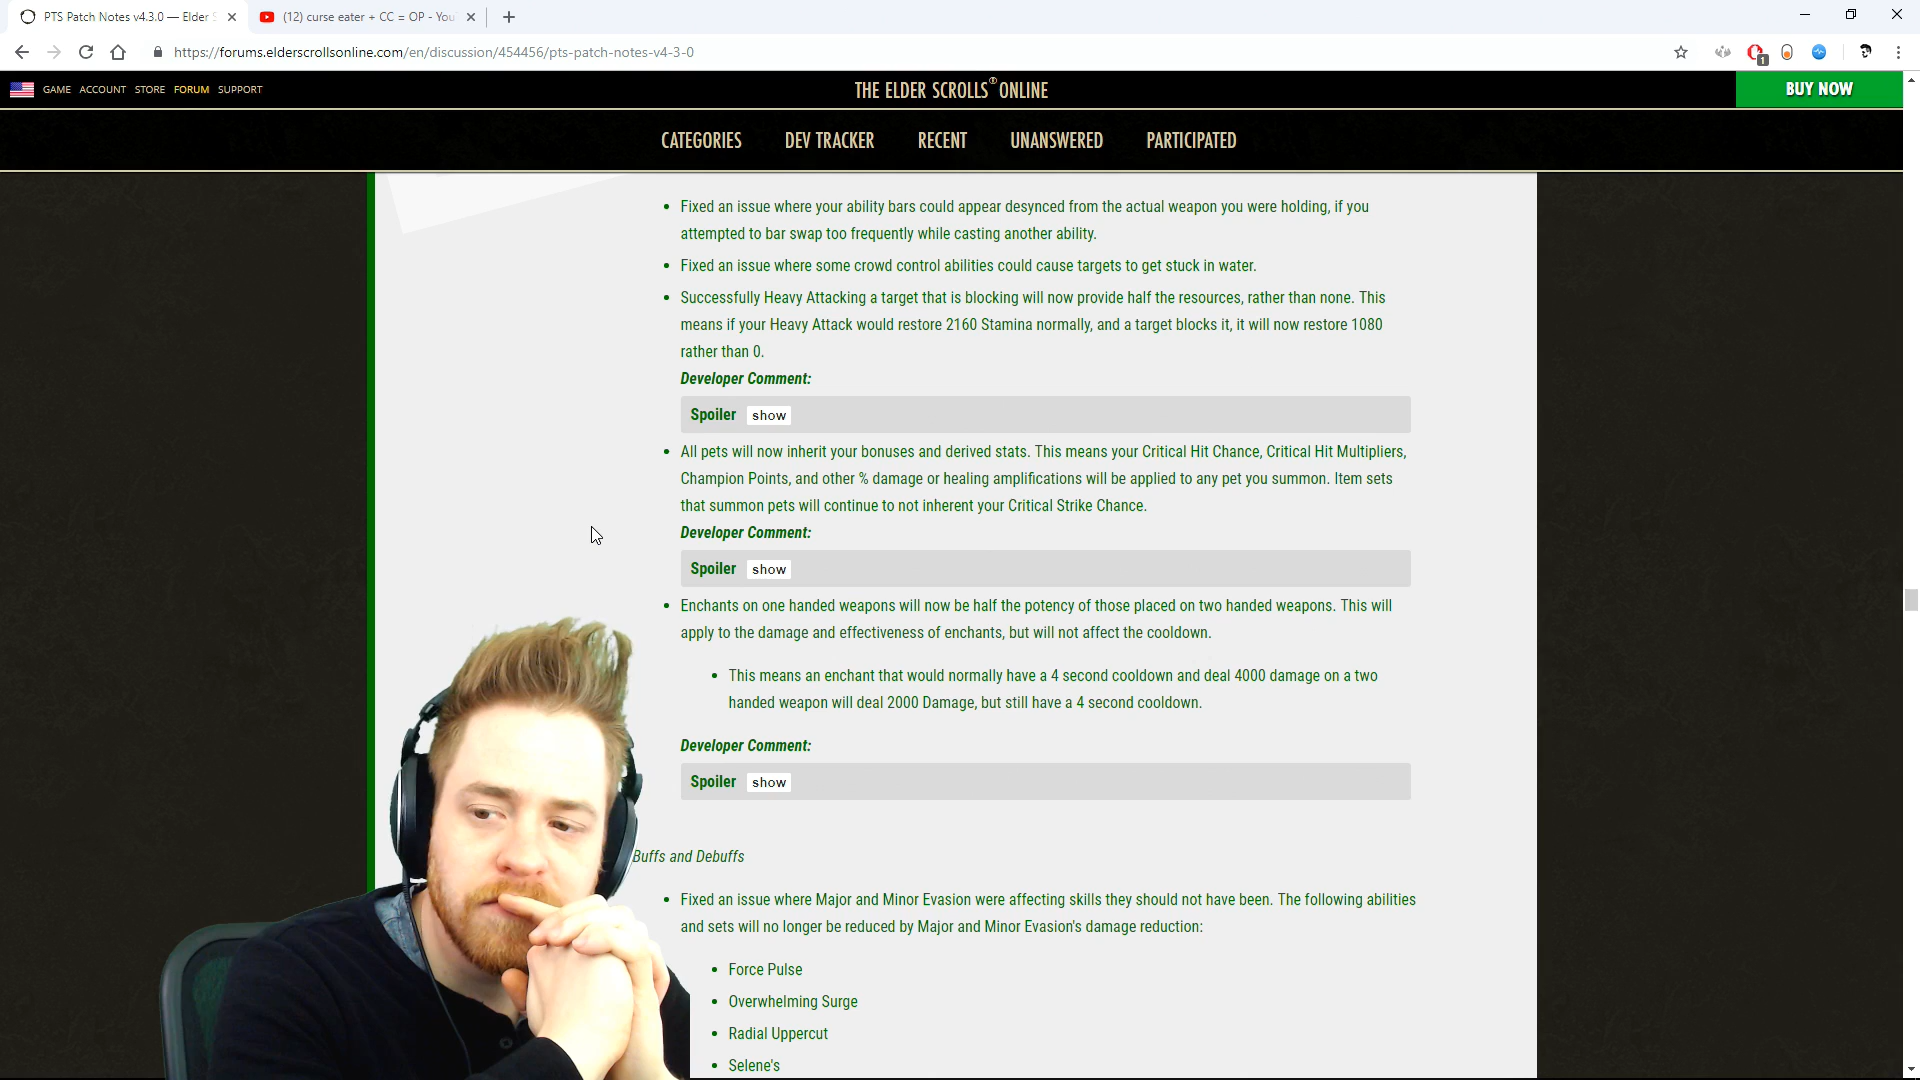 PTS Patch Notes v4.3.0 — Elder S
(12) curse eater + CC = OP - You
https://forums.elderscrollsonline.com/en/discussion/454456/pts-patch-notes-v4-3-0
1
GAME ACCOUNT STORE FORUM SUPPORT
THE ELDER SCROLLS ONLINE
BUY NOW
CATEGORIES DEV TRACKER RECENT UNANSWERED PARTICIPATED
• Fixed an issue where your ability bars could appear desynced from the actual weapon you were holding, if you
attempted to bar swap too frequently while casting another ability.
• Fixed an issue where some crowd control abilities could cause targets to get stuck in water.
• Successfully Heavy Attacking a target that is blocking will now provide half the resources, rather than none. This
means if your Heavy Attack would restore 2160 Stamina normally, and a target blocks it, it will now restore 1080
rather than 0.
Developer Comment:
Spoiler show
• All pets will now inherit your bonuses and derived stats. This means your Critical Hit Chance, Critical Hit Multipliers,
Champion Points, and other % damage or healing amplifications will be applied to any pet you summon. Item sets
that summon pets will continue to not inherent your Critical Strike Chance.
Developer Comment:
Spoiler show
• Enchants on one handed weapons will now be half the potency of those placed on two handed weapons. This will
apply to the damage and effectiveness of enchants, but will not affect the cooldown.
• This means an enchant that would normally have a 4 second cooldown and deal 4000 damage on a two
handed weapon will deal 2000 Damage, but still have a 4 second cooldown.
Developer Comment:
Spoiler show
Buffs and Debuffs
• Fixed an issue where Major and Minor Evasion were affecting skills they should not have been. The following abilities
and sets will no longer be reduced by Major and Minor Evasion's damage reduction:
• Force Pulse
• Overwhelming Surge
• Radial Uppercut
• Selene's